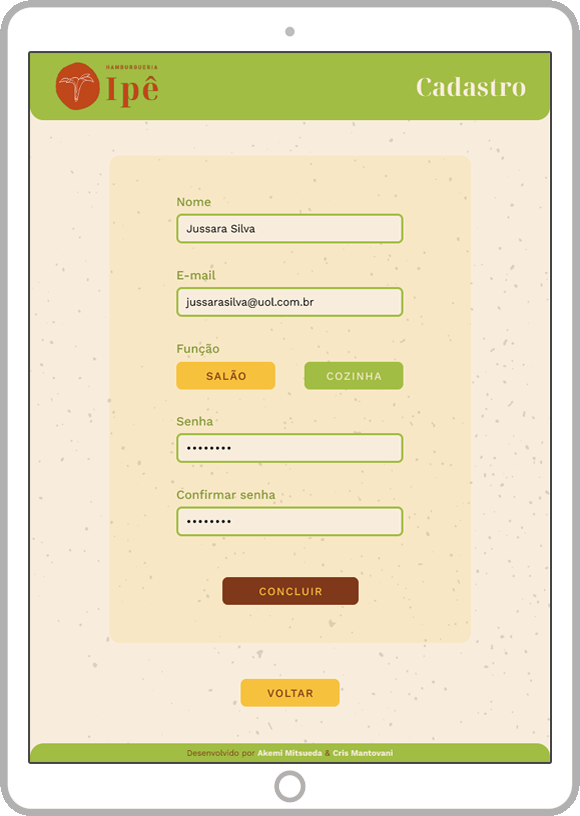 HAMBURGUERIA
Ipê
Cadastro
Nome
Jussara Silva
E-mail
jussarasilva@uol.com.br
Função
SALÃO COZINHA
Senha
••••••••
Confirmar senha
••••••••
CONCLUIR
VOLTAR
Desenvolvido por Akemi Mitsueda & Cris Mantovani